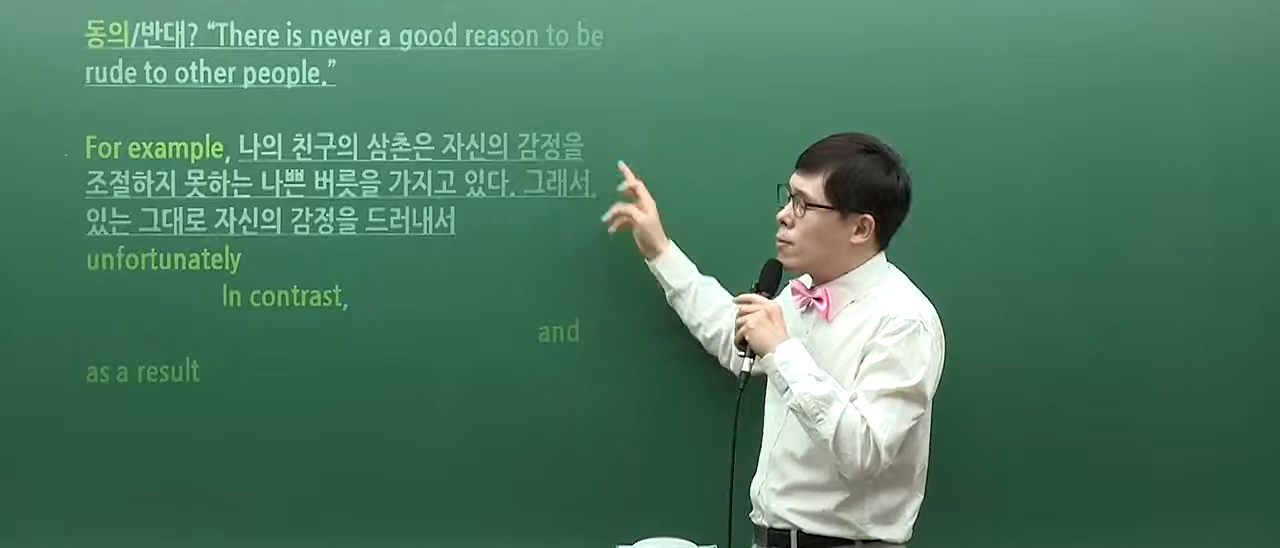 동의/반대? “There is never a good reason to be
rude to other people.”
For example, 나의 친구의 삼촌은 자신의 감정을
조절하지 못하는 나쁜 버릇을 가지고 있다. 그래서,
있는 그대로 자신의 감정을 드러내서
unfortunately
In contrast,
and
as a result